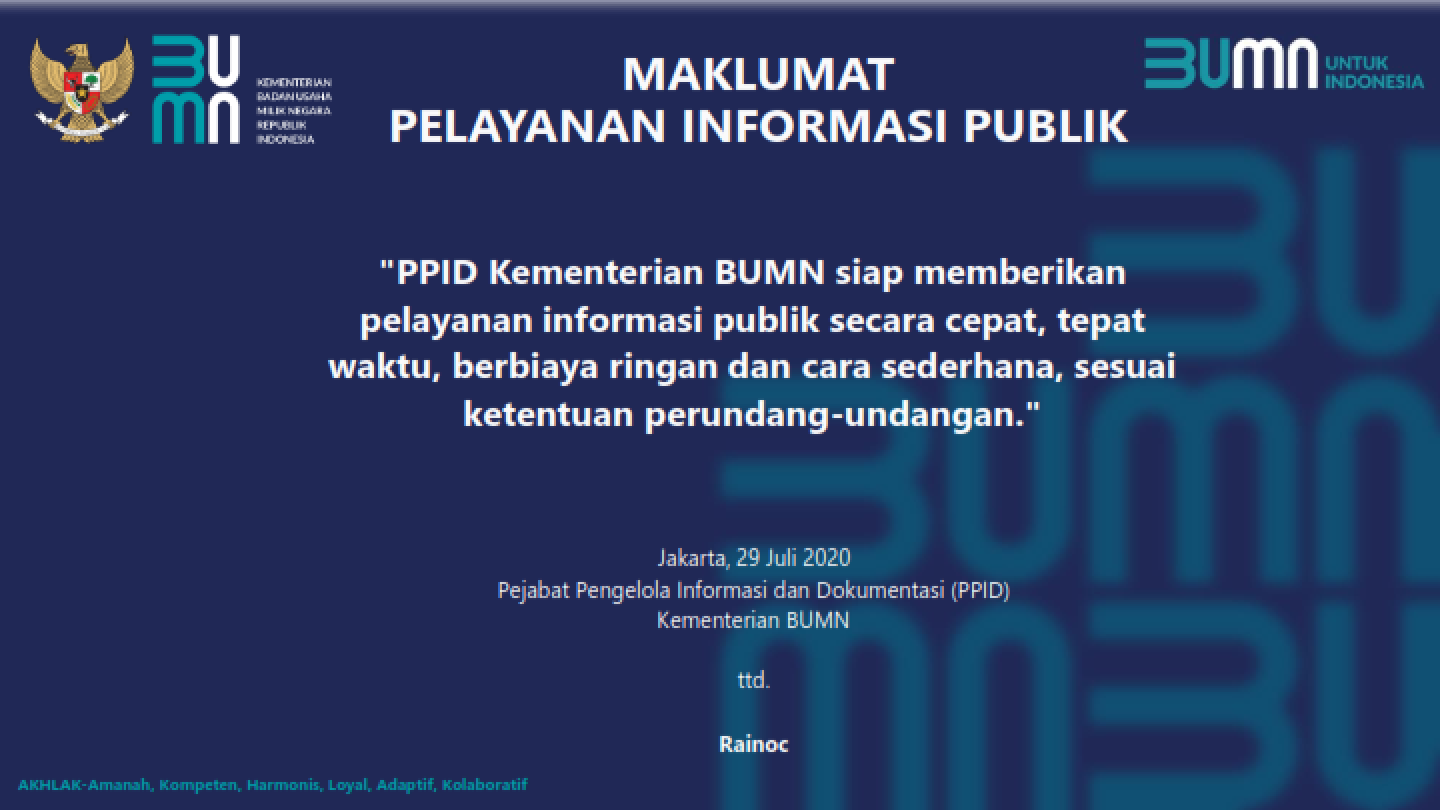 BUMN
KEMENTERIAN
BADAN USAHA
MILIK NEGARA
REPUBLIK
INDONESIA
MAKLUMAT
PELAYANAN INFORMASI PUBLIK
BUMN UNTUK
INDONESIA
"PPID Kementerian BUMN siap memberikan
pelayanan informasi publik secara cepat, tepat
waktu, berbiaya ringan dan cara sederhana, sesuai
ketentuan perundang-undangan."
Jakarta, 29 Juli 2020
Pejabat Pengelola Informasi dan Dokumentasi (PPID)
Kementerian BUMN
ttd.
Rainoc
AKHLAK-Amanah, Kompeten, Harmonis, Loyal, Adaptif, Kolaboratif